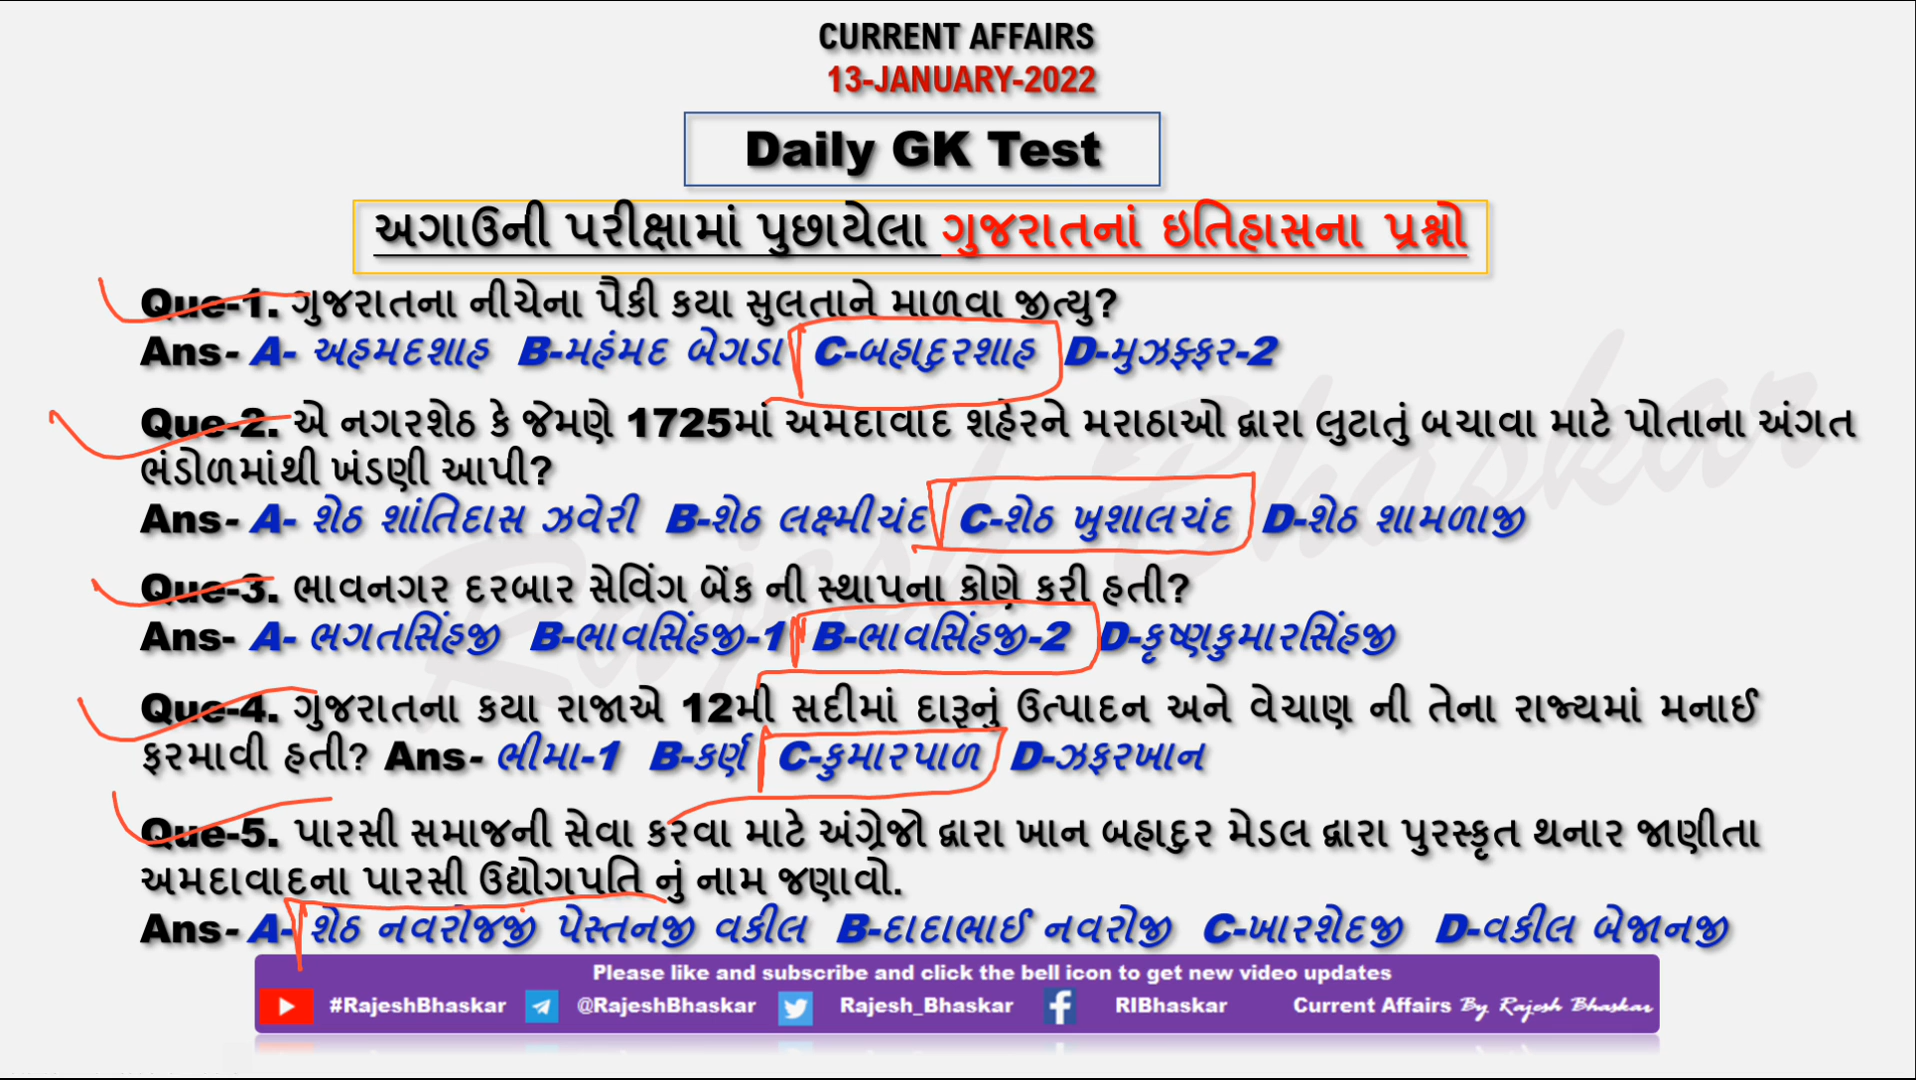 CURRENT AFFAIRS
13-JANUARY-2022
Daily GK Test
અગાઉની પરીક્ષામાં પુછાયેલા ગુજરાતનાં ઇતિહાસના પ્રશ્નો
Que-1. ગુજરાતના નીચેના પૈકી કયા સુલતાને માળવા જીત્યુ?
Ans- A- અહમદશાહ B-મહંમદ બેગડા C-બહાદુરશાહ D-મુઝફ્ફર-2
Que-2. એ નગરશેઠ કે જેમણે 1725માં અમદાવાદ શહેરને મરાઠાઓ દ્વારા લુટાતું બચાવા માટે પોતાના અંગત
ભંડોળમાંથી ખંડણી આપી?
Ans- A- શેઠ શાંતિદાસ ઝવેરી B-શેઠ લક્ષ્મીચંદ C-શેઠ ખુશાલચંદ D-શેઠ શામળાજી
Que-3. ભાવનગર દરબાર સેવિંગ બેંક ની સ્થાપના કોણે કરી હતી?
Ans- A- ભગતસિંહજી B-ભાવસિંહજી-1 B-ભાવસિંહજી-2 D-કૃષ્ણકુમારસિંહજી
Que-4. ગુજરાતના કયા રાજાએ 12મી સદીમાં દારૂનું ઉત્પાદન અને વેચાણ ની તેના રાજ્યમાં મનાઈ
ફરમાવી હતી? Ans- ભીમા-1 B-કર્ણ C-કુમારપાળ D-ઝફરખાન
Que-5. પારસી સમાજની સેવા કરવા માટે અંગ્રેજો દ્વારા ખાન બહાદુર મેડલ દ્વારા પુરસ્કૃત થનાર જાણીતા
અમદાવાદના પારસી ઉદ્યોગપતિ નું નામ જણાવો.
Ans- A- શેઠ નવરોજજી પેસ્તનજી વકીલ B-દાદાભાઈ નવરોજી C-ખારશેદજી D-વકીલ બેજાનજી
Rajesh Bhaskar
Please like and subscribe and click the bell icon to get new video updates
#RajeshBhaskar @RajeshBhaskar Rajesh_Bhaskar RIBhaskar Current Affairs By Rajesh Bhaskar